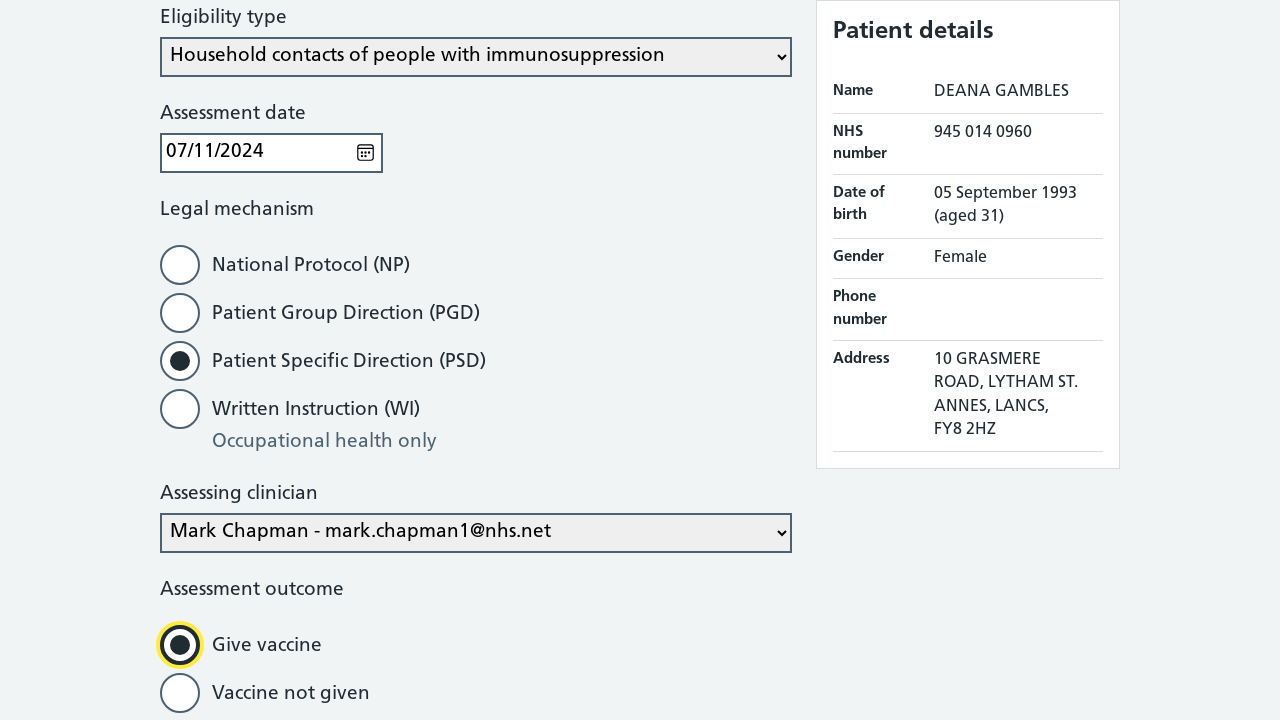 Eligibility type
Household contacts of people with immunosuppression
Assessment date
07/11/2024
Legal mechanism
National Protocol (NP)
Patient Group Direction (PGD)
Patient Specific Direction (PSD)
Written Instruction (WI)
Occupational health only
Assessing clinician
Mark Chapman - mark.chapman1@nhs.net
Assessment outcome
Give vaccine
Vaccine not given
Patient details
Name
DEANA GAMBLES
NHS
number
945 014 0960
Date of
birth
05 September 1993
(aged 31)
Gender
Female
Phone
number
Address
10 GRASMERE
ROAD, LYTHAM ST.
ANNES, LANCS,
FY8 2HZ